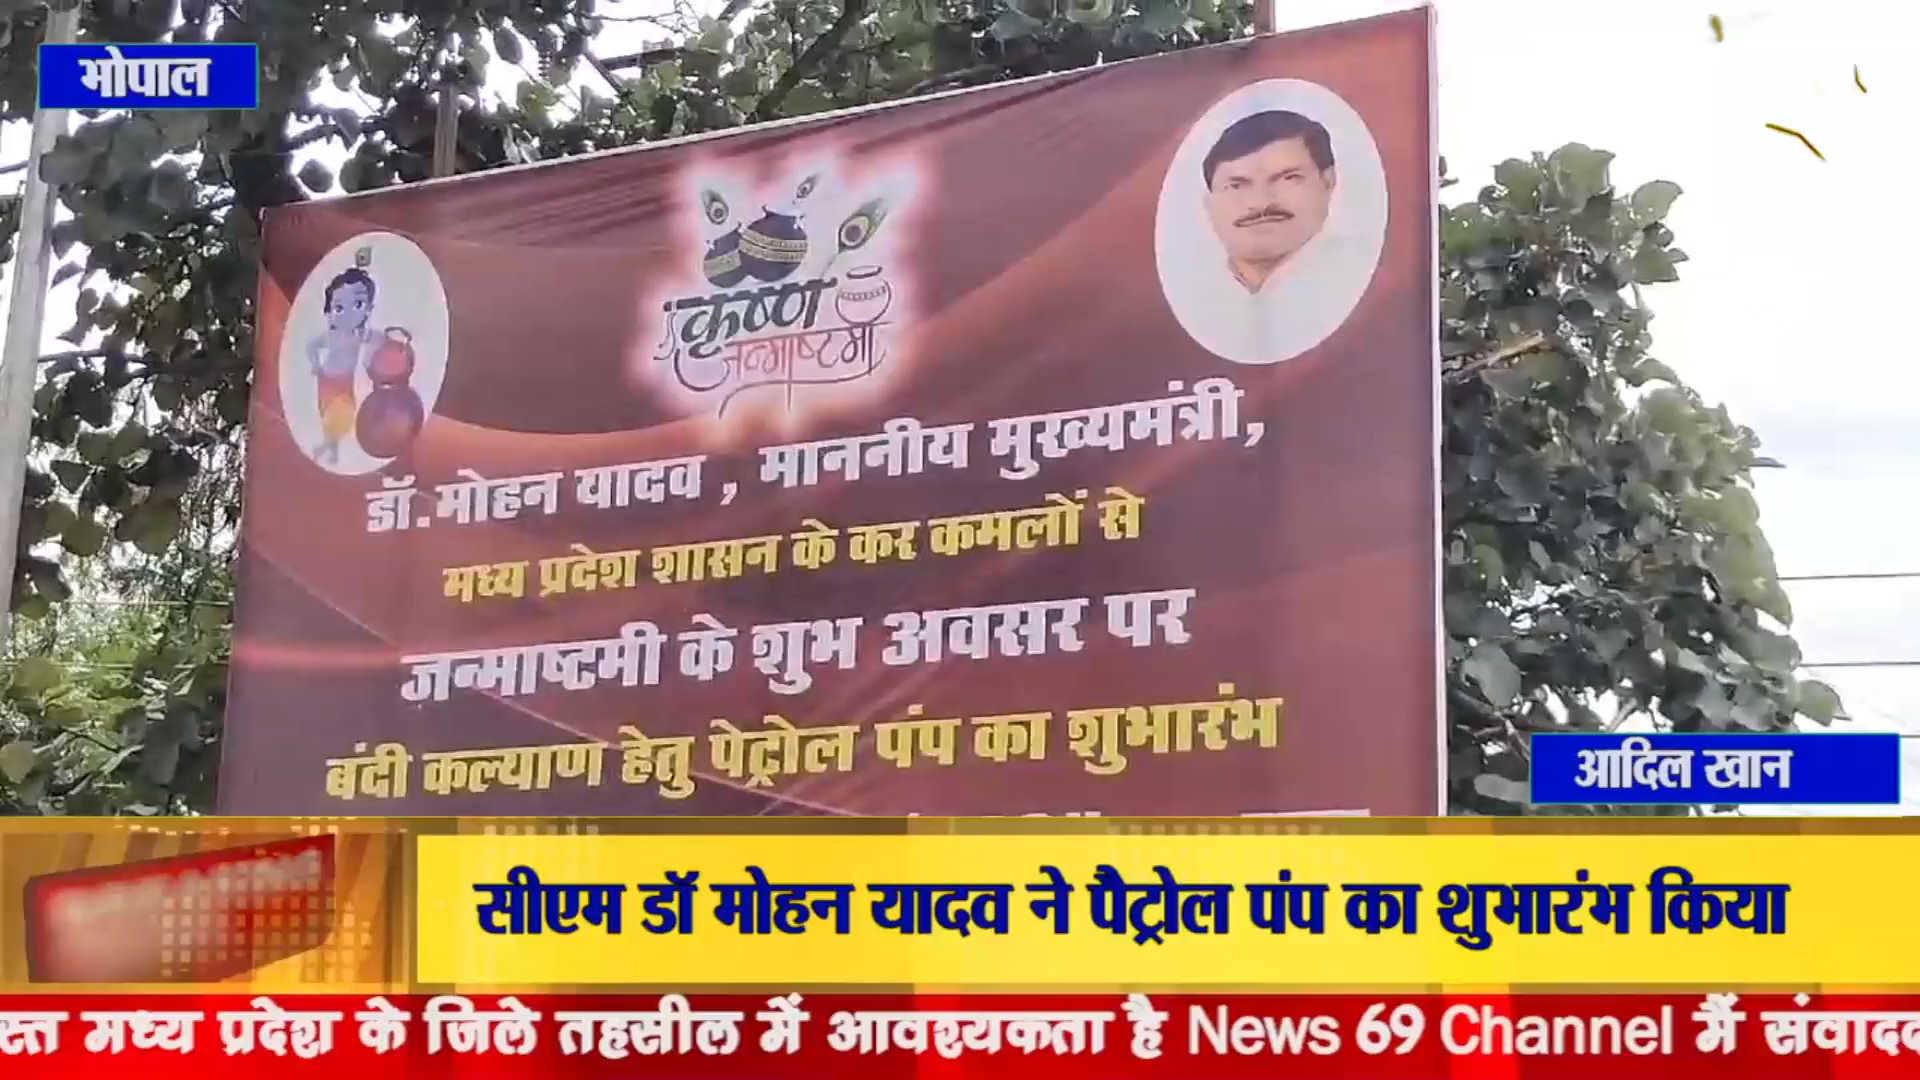 भोपाल
कृष्ण
जन्माष्टमी
डॉ.मोहन यादव , माननीय मुख्यमंत्री,
मध्य प्रदेश शासन के कर कमलों से
जन्माष्टमी के शुभ अवसर पर
बंदी कल्याण हेतु पेट्रोल पंप का शुभारंभ
आदिल खान
सीएम डॉ मोहन यादव ने पैट्रोल पंप का शुभारंभ किया
मध्य प्रदेश के जिले तहसील में आवश्यकता है News 69 Channel मैं